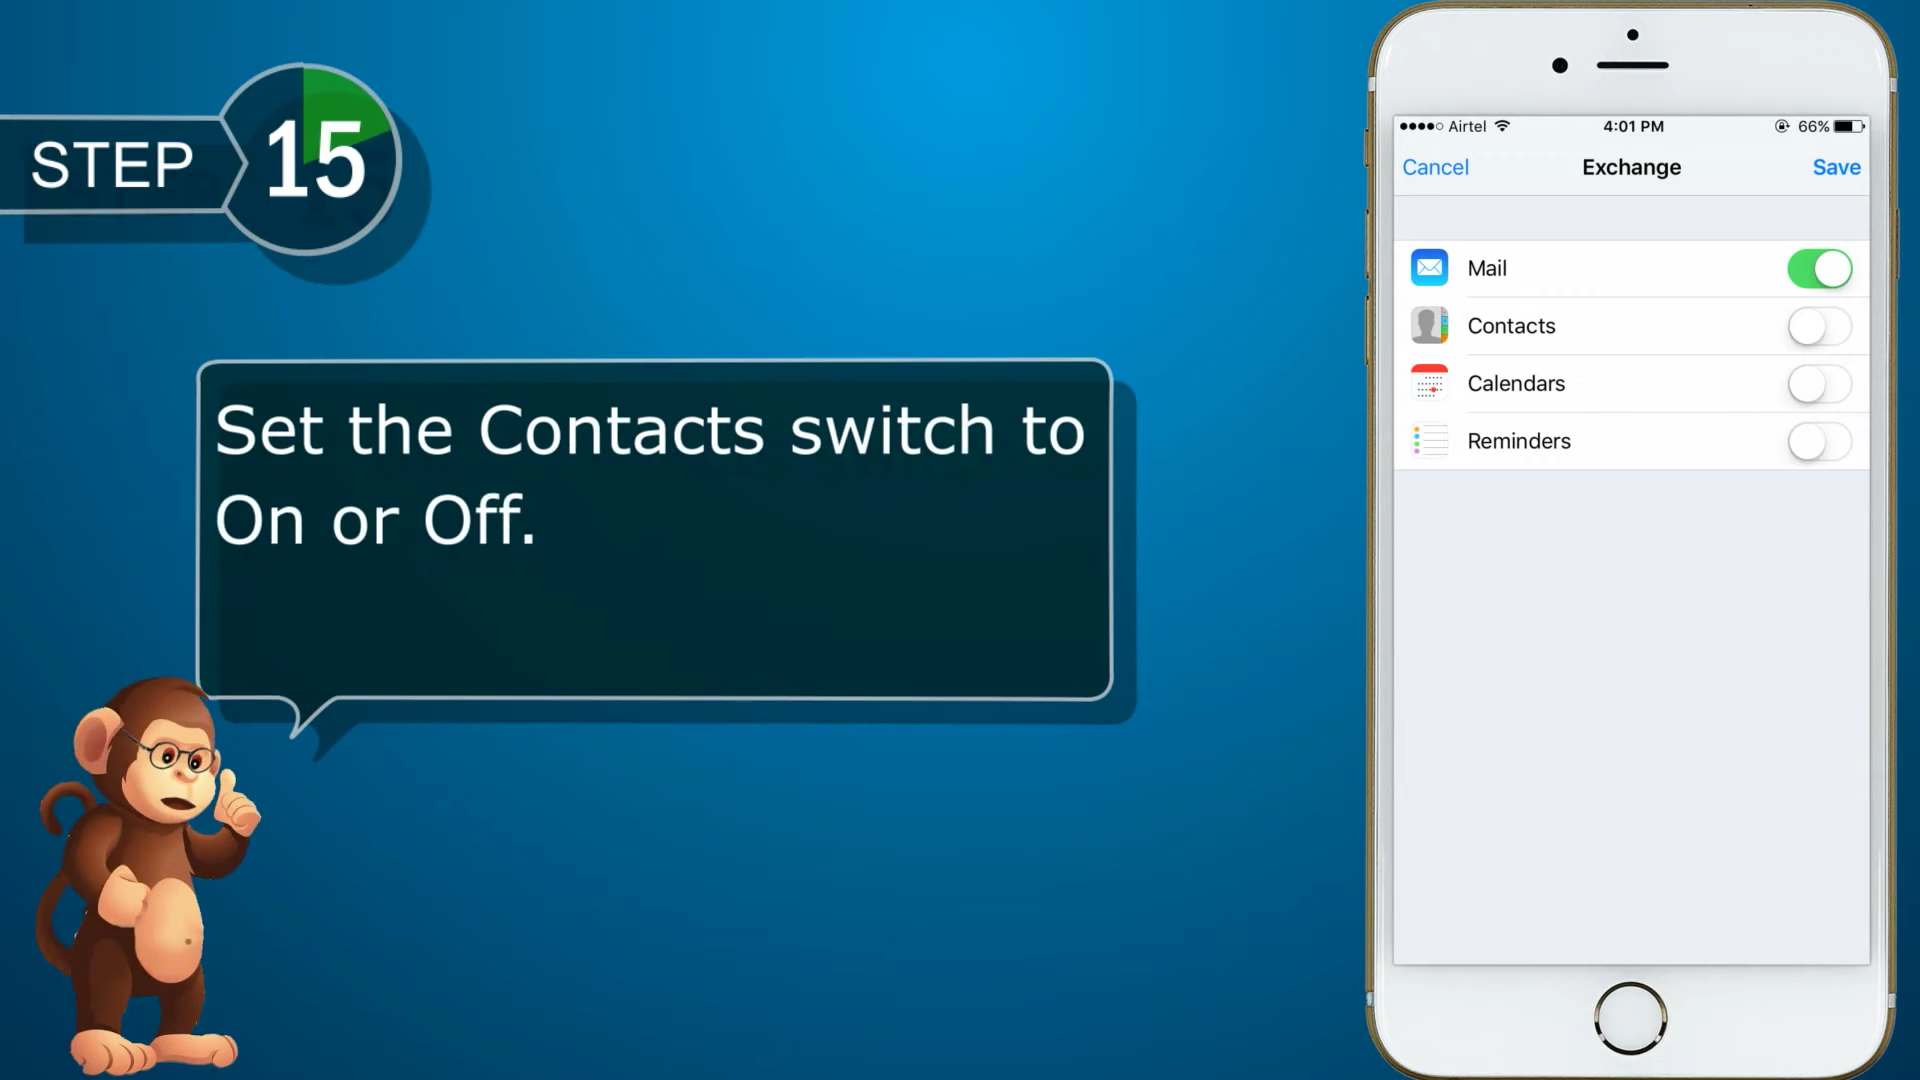 STEP
15
Set the Contacts switch to
On or Off.
Airtel 4:01 PM 66%
Cancel Exchange Save
Mail
Contacts
Calendars
Reminders